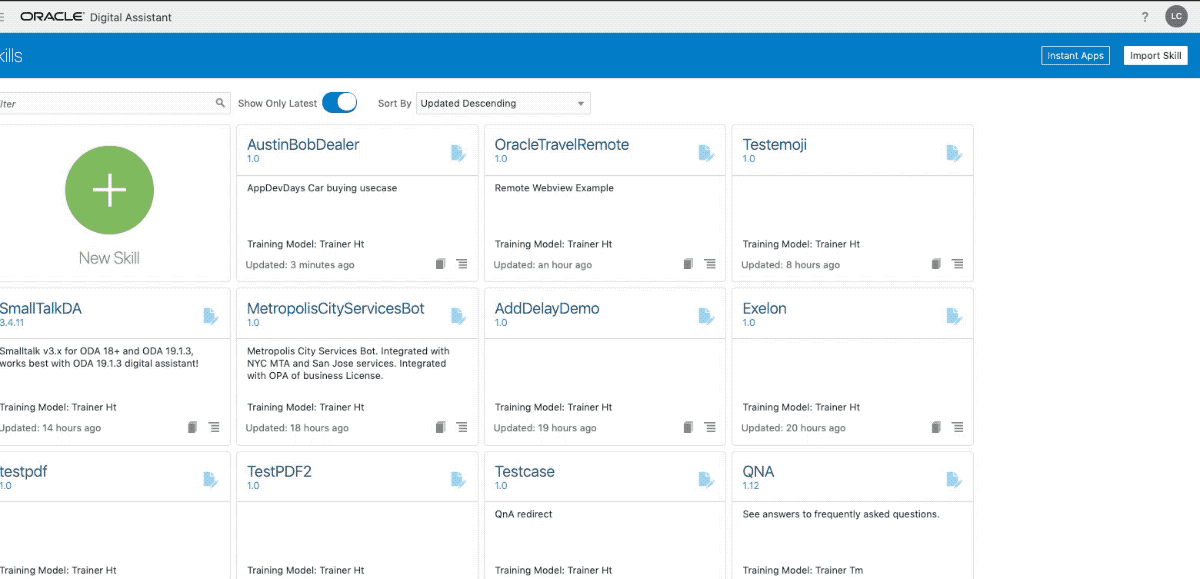 ORACLE Digital Assistant
? LC
kills
Instant Apps
Import Skill
lter
Show Only Latest
Sort By
Updated Descending
New Skill
AustinBobDealer
1.0
AppDevDays Car buying usecase
Training Model: Trainer Ht
Updated: 3 minutes ago
OracleTravelRemote
1.0
Remote Webview Example
Training Model: Trainer Ht
Updated: an hour ago
Testemoji
1.0
Training Model: Trainer Ht
Updated: 8 hours ago
SmallTalkDA
3.4.11
Smalltalk v3.x for ODA 18+ and ODA 19.1.3,
works best with ODA 19.1.3 digital assistant!
Training Model: Trainer Ht
Updated: 14 hours ago
MetropolisCityServicesBot
1.0
Metropolis City Services Bot. Integrated with
NYC MTA and San Jose services. Integrated
with OPA of business License.
Training Model: Trainer Ht
Updated: 18 hours ago
AddDelayDemo
1.0
Training Model: Trainer Ht
Updated: 19 hours ago
Exelon
1.0
Training Model: Trainer Ht
Updated: 20 hours ago
testpdf
1.0
Training Model: Trainer Ht
TestPDF2
1.0
Training Model: Trainer Ht
Testcase
1.0
QnA redirect
Training Model: Trainer Ht
QNA
1.12
See answers to frequently asked questions.
Training Model: Trainer Tm